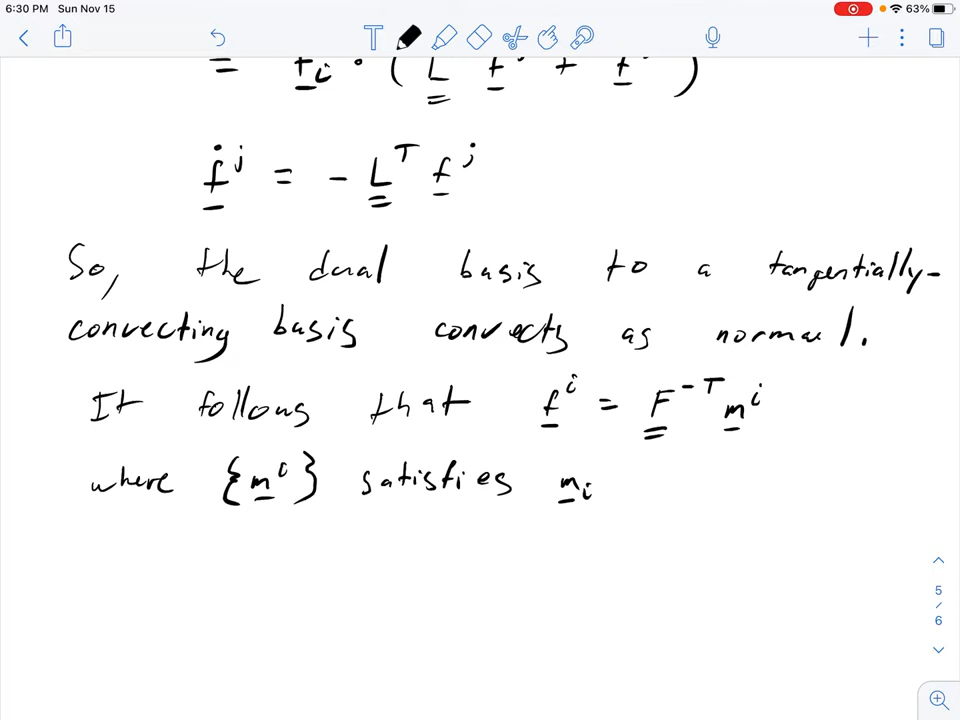 6:30 PM Sun Nov 15
63%
= f_i · ( L f^j + f^j )
ḟ^j = - L^T f^j
So, the dual basis to a tangentially-
convecting basis convects as normal.
It follows that f^i = F^{-T} m^i
where {m^i} satisfies m_i
5
/
6